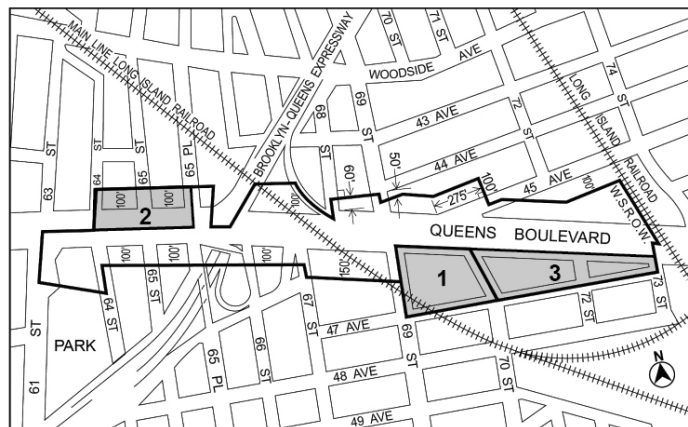 MAIN LINE LONG ISLAND RAILROAD
BROOKLYN-QUEENS EXPRESSWAY
70 ST
71 ST
WOODSIDE AVE
69 ST
68 ST
43 AVE
72 ST
74 ST
LONG ISLAND RAILROAD
W.S.R.O.W.
63 ST
64 ST
65 ST
65 PL
44 AVE
45 AVE
60'
50'
100'
275'
100'
100'
100'
100'
2
QUEENS BOULEVARD
100'
100'
150'
1
3
64 ST
65 ST
65 PL
66 ST
67 ST
69 ST
70 ST
72 ST
73 ST
47 AVE
48 AVE
49 AVE
PARK
61 ST
N